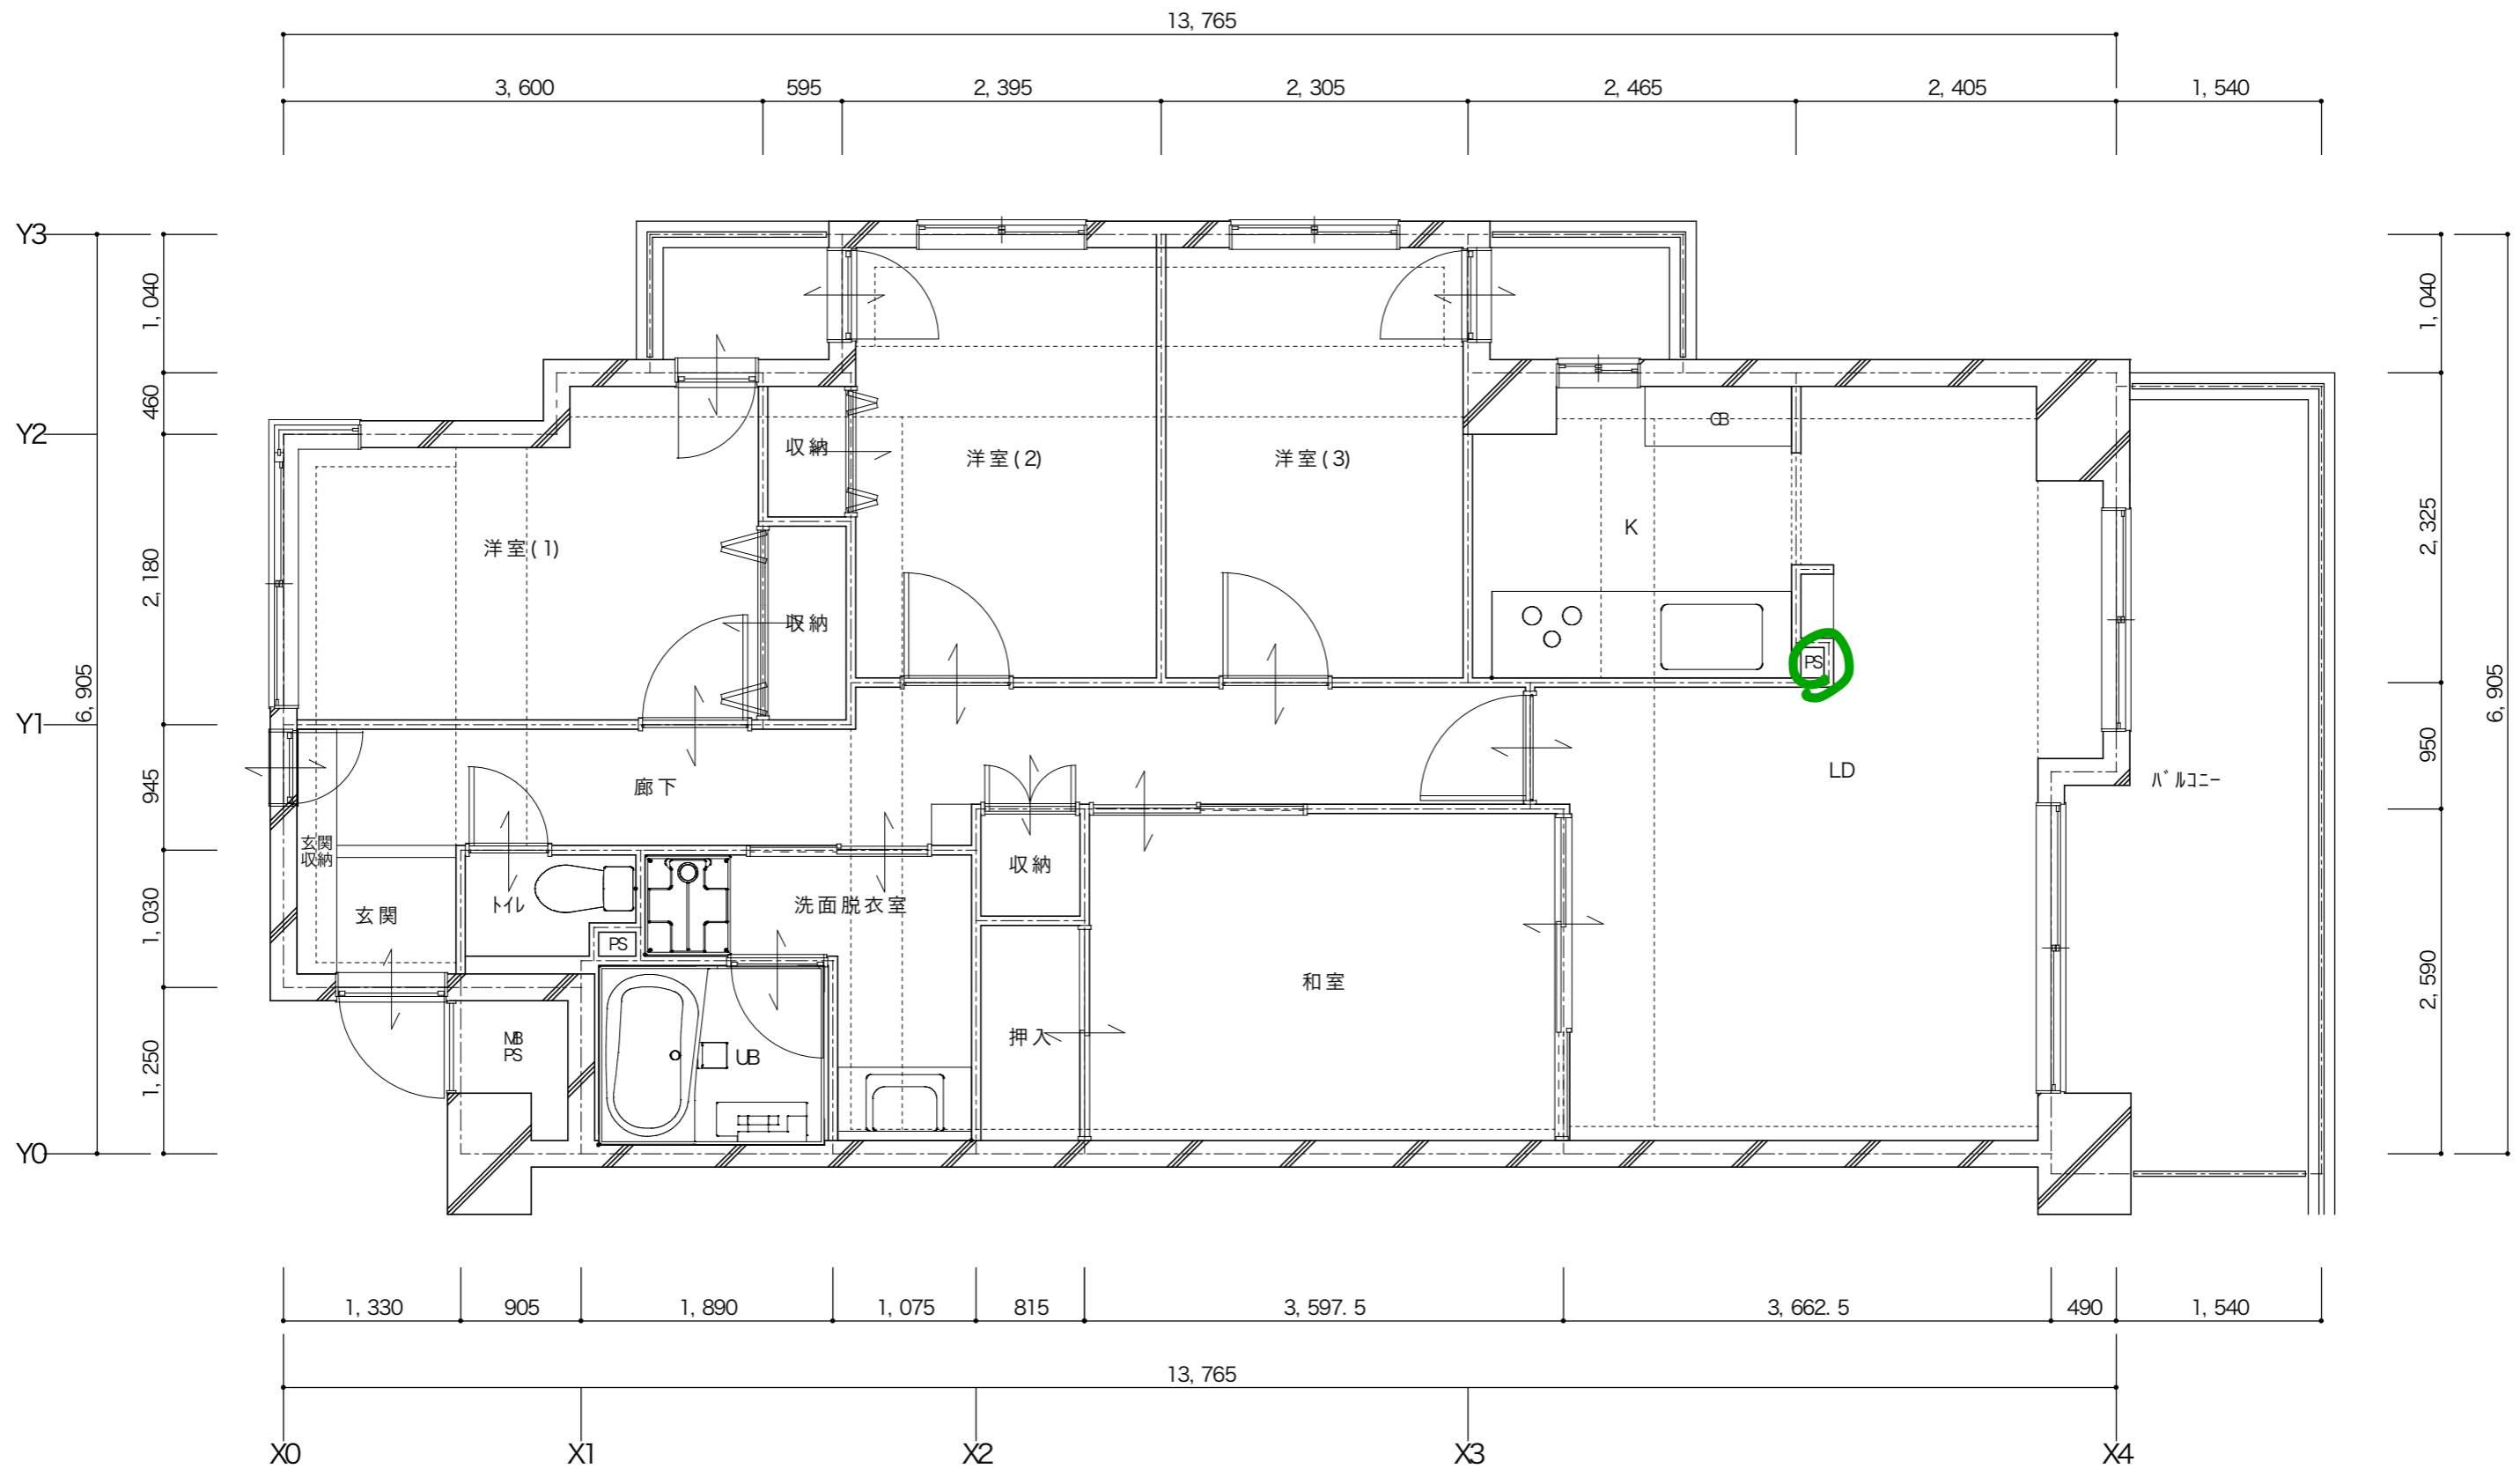 13, 765
3, 600
595
2, 395
2, 305
2, 465
2, 405
1, 540
Y3
1, 040
1, 040
460
Y2
収納
洋室(2)
洋室(3)
CB
K
2, 325
洋室(1)
2, 180
収納
PS
6, 905
6, 905
Y1
945
廊下
LD
バルコニー
950
玄関
収納
収納
玄関
トイレ
洗面脱衣室
1, 030
PS
和室
2, 590
MB
PS
UB
押入
1, 250
Y0
1, 330
905
1, 890
1, 075
815
3, 597. 5
3, 662. 5
490
1, 540
13, 765
X0
X1
X2
X3
X4